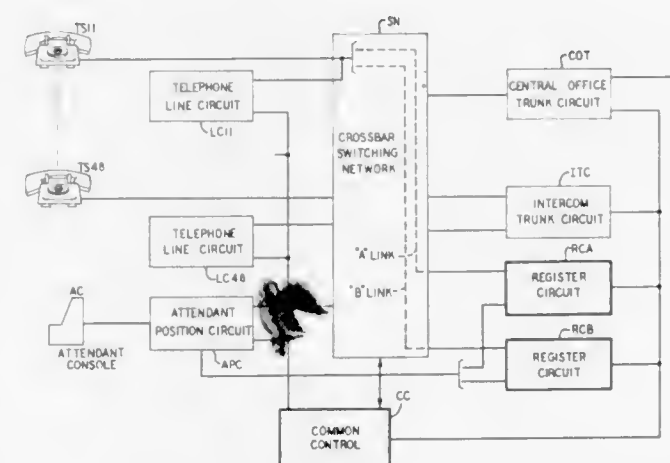 TS11
SN
COT
TELEPHONE
LINE CIRCUIT
LC11
CENTRAL OFFICE
TRUNK CIRCUIT
CROSSBAR
SWITCHING
NETWORK
TS48
ITC
INTERCOM
TRUNK CIRCUIT
TELEPHONE
LINE CIRCUIT
LC48
"A" LINK
"B" LINK
RCA
REGISTER
CIRCUIT
AC
ATTENDANT
CONSOLE
ATTENDANT
POSITION CIRCUIT
APC
RCB
REGISTER
CIRCUIT
CC
COMMON
CONTROL